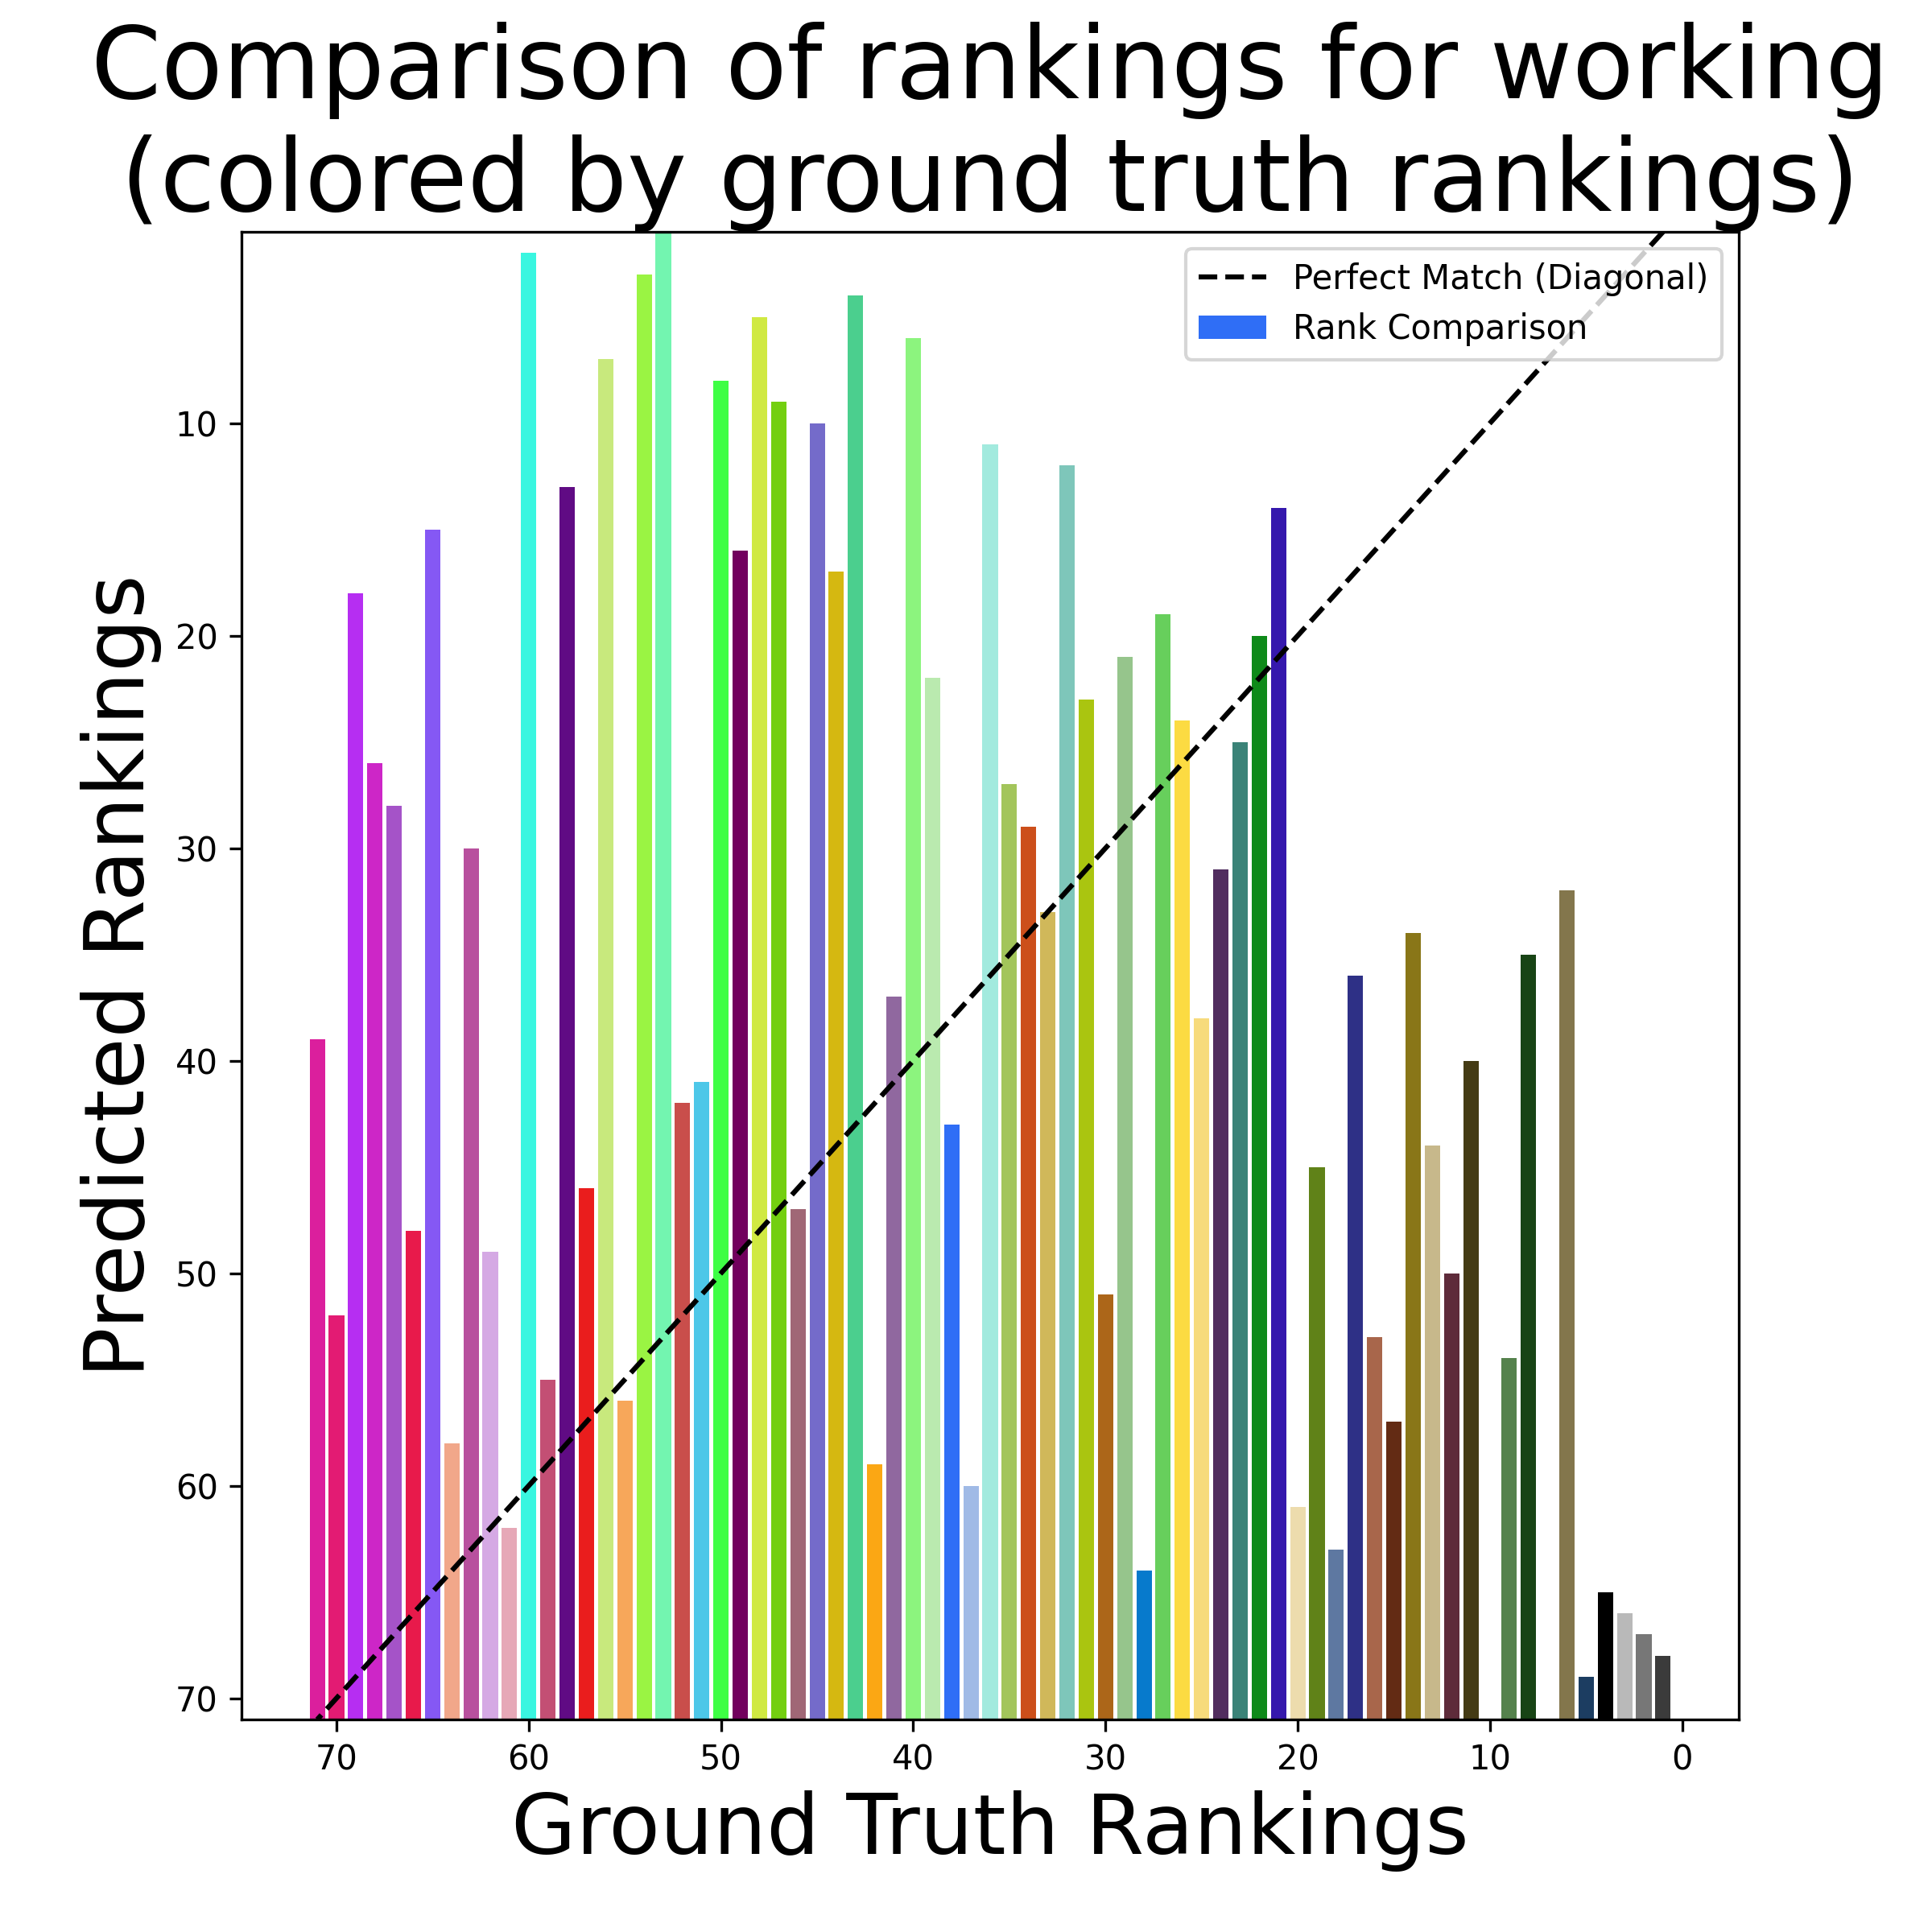 Comparison of rankings for working
(colored by ground truth rankings)
Perfect Match (Diagonal)
Rank Comparison
10
20
30
40
50
60
70
Predicted Rankings
70 60 50 40 30 20 10 0
Ground Truth Rankings